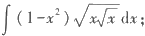 ∫ (1−x²) √(x√x) dx ;